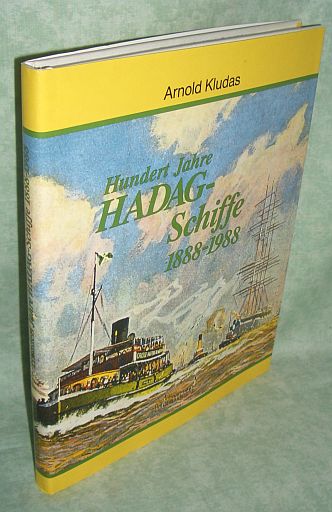 Arnold Kludas
Hundert Jahre
HADAG-
Schiffe
1888-1988